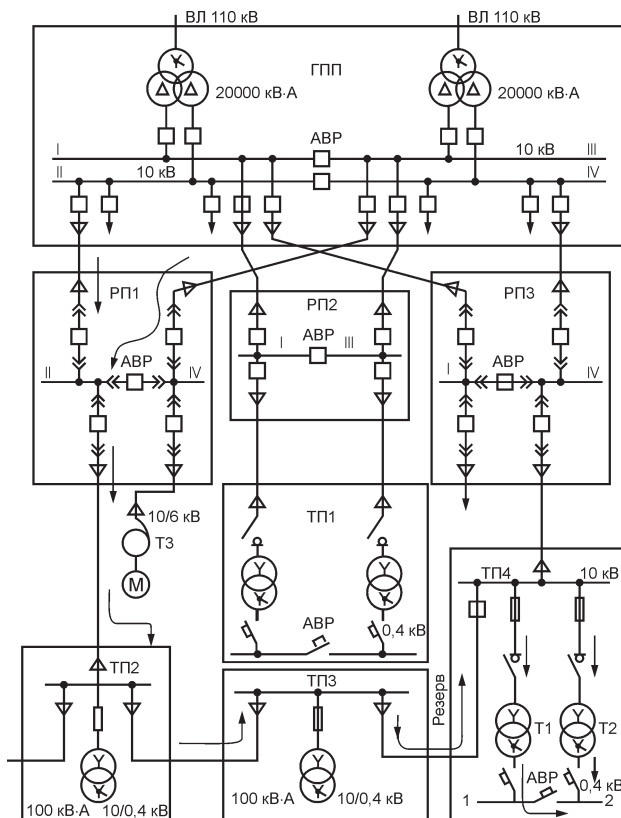 ВЛ 110 кВ
ВЛ 110 кВ
ГПП
20000 кВ·А
20000 кВ·А
АВР
I
10 кВ
III
II
10 кВ
IV
РП1
РП2
РП3
АВР
I
III
II
АВР
IV
I
АВР
IV
10/6 кВ
Т3
М
ТП1
АВР
0,4 кВ
ТП4
10 кВ
ТП2
ТП3
Резерв
Т1
Т2
100 кВ·А
10/0,4 кВ
100 кВ·А
10/0,4 кВ
АВР
0,4 кВ
1
2